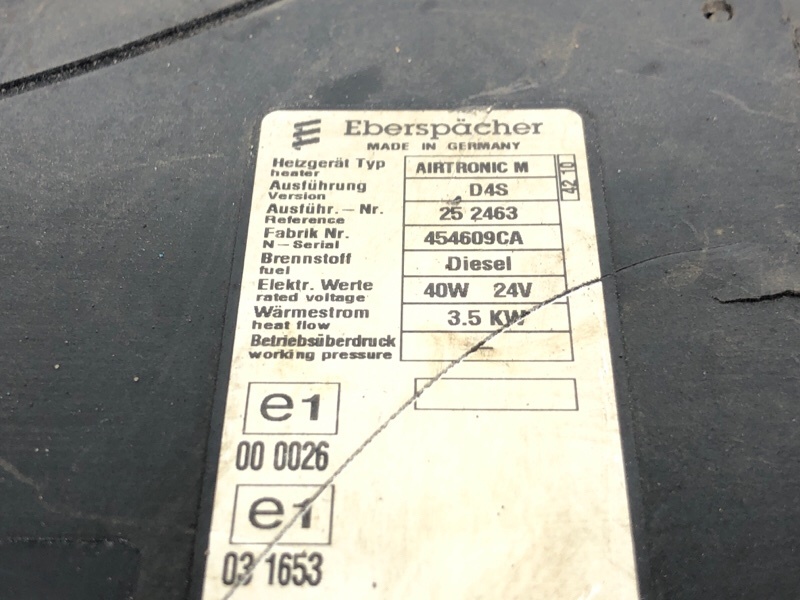 Eberspächer
MADE IN GERMANY
Heizgerät Typ AIRTRONIC M 42 10
heater
Ausführung D4S
Version
Ausführ. - Nr. 25 2463
Reference
Fabrik Nr. 454609CA
N - Serial
Brennstoff Diesel
fuel
Elektr. Werte 40W 24V
rated voltage
Wärmestrom 3.5 KW
heat flow
Betriebsüberdruck –
working pressure
e1
00 0026
e1
03 1653